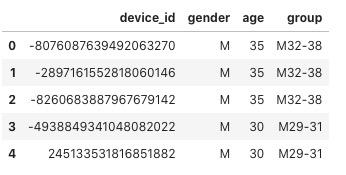 device_id gender age group
0 -8076087639492063270 M 35 M32-38
1 -2897161552818060146 M 35 M32-38
2 -8260683887967679142 M 35 M32-38
3 -4938849341048082022 M 30 M29-31
4 245133531816851882 M 30 M29-31